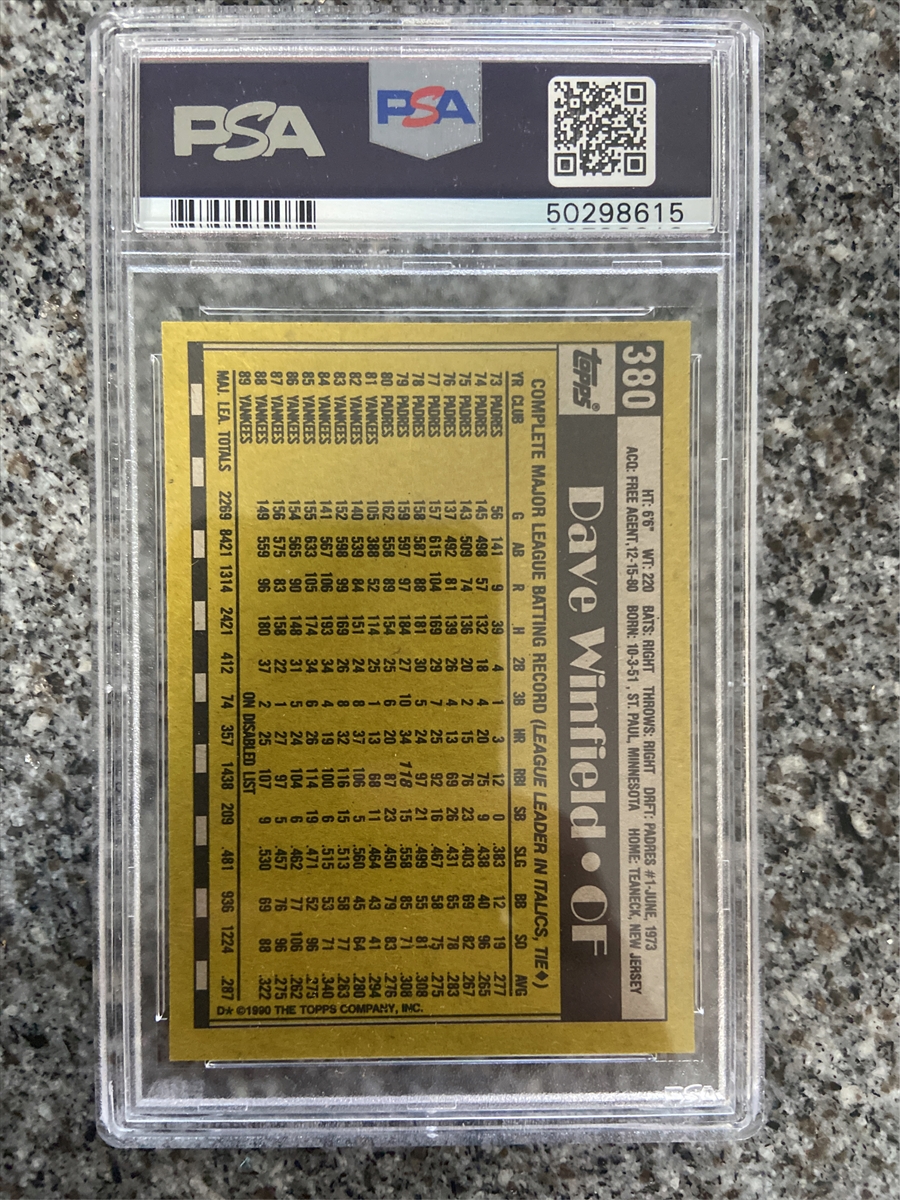 PSA
PSA
50298615
380
HT: 6'6" WT: 220 BATS: RIGHT THROWS: RIGHT DRFT: PADRES #1-JUNE, 1973
ACQ: FREE AGENT, 12-15-80 BORN: 10-3-51, ST. PAUL, MINNESOTA HOME: TEANECK, NEW JERSEY
topps®
Dave Winfield • OF
COMPLETE MAJOR LEAGUE BATTING RECORD (LEAGUE LEADER IN ITALICS, TIE♦)
YR CLUB G AB R H 2B 3B HR RBI SB SLG BB SO AVG
73 PADRES 56 141 9 39 4 1 3 12 0 .383 12 19 .277
74 PADRES 145 498 57 132 18 4 20 75 9 .438 40 96 .265
75 PADRES 143 509 74 136 20 2 15 76 23 .403 69 82 .267
76 PADRES 137 492 81 139 26 4 13 69 26 .431 65 78 .283
77 PADRES 157 615 104 169 29 7 25 92 16 .467 58 75 .275
78 PADRES 158 587 88 181 30 5 24 97 21 .499 55 81 .308
79 PADRES 159 597 97 184 27 10 34 118 15 .558 85 71 .308
80 PADRES 162 558 89 154 25 6 20 87 23 .450 79 83 .276
81 YANKEES 105 388 52 114 25 1 13 68 11 .464 43 41 .294
82 YANKEES 140 539 84 151 24 8 37 106 5 .560 45 64 .280
83 YANKEES 152 598 99 169 26 8 32 116 15 .513 58 77 .283
84 YANKEES 141 567 106 193 34 4 19 100 6 .515 53 71 .340
85 YANKEES 155 633 105 174 34 6 26 114 19 .471 52 96 .275
86 YANKEES 154 565 90 148 31 5 24 104 6 .462 77 106 .262
87 YANKEES 156 575 83 158 22 1 27 97 5 .457 76 96 .275
88 YANKEES 149 559 96 180 37 2 25 107 9 .530 69 88 .322
89 YANKEES ON DISABLED LIST
MAJ. LEA. TOTALS 2269 8421 1314 2421 412 74 357 1438 209 .481 936 1224 .287
D★ ©1990 THE TOPPS COMPANY, INC.
PSA